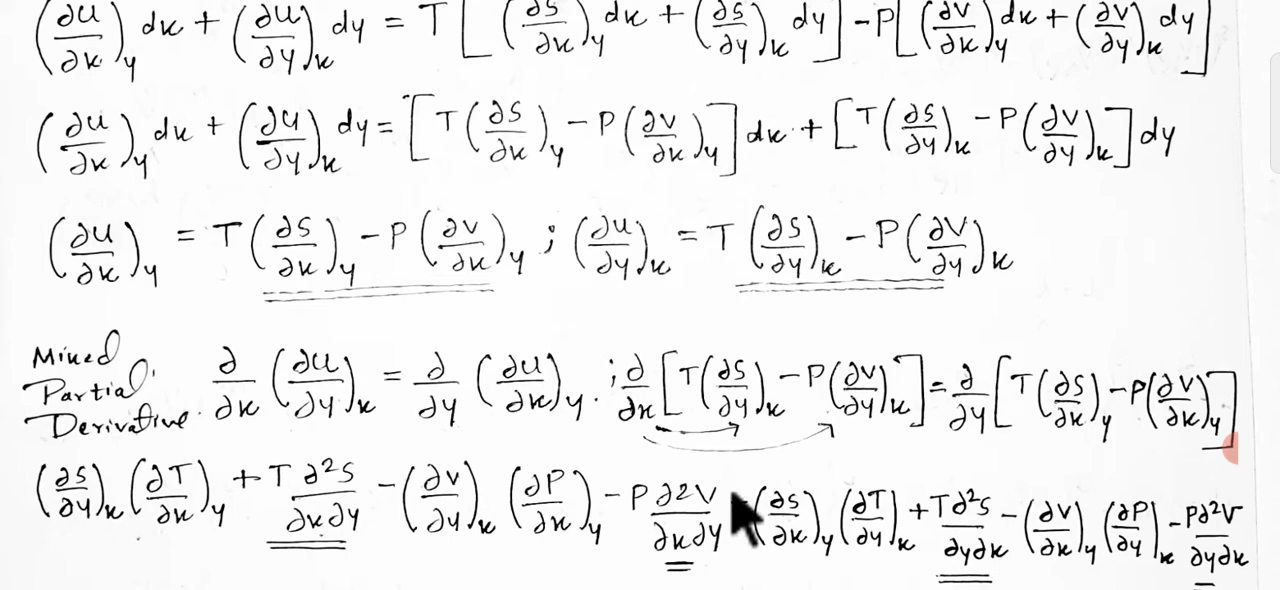 (∂U/∂x)_y dx + (∂U/∂y)_x dy = T[(∂S/∂x)_y dx + (∂S/∂y)_x dy] - P[(∂V/∂x)_y dx + (∂V/∂y)_x dy]
(∂U/∂x)_y dx + (∂U/∂y)_x dy = [T(∂S/∂x)_y - P(∂V/∂x)_y] dx + [T(∂S/∂y)_x - P(∂V/∂y)_x] dy
(∂U/∂x)_y = T(∂S/∂x)_y - P(∂V/∂x)_y ; (∂U/∂y)_x = T(∂S/∂y)_x - P(∂V/∂y)_x
Mixed
Partial
Derivative. ∂/∂x (∂U/∂y)_x = ∂/∂y (∂U/∂x)_y. ; ∂/∂x [T(∂S/∂y)_x - P(∂V/∂y)_x] = ∂/∂y [T(∂S/∂x)_y - P(∂V/∂x)_y]
(∂S/∂y)_x (∂T/∂x)_y + T ∂²S/∂x∂y - (∂V/∂y)_x (∂P/∂x)_y - P ∂2V/∂x∂y (∂S/∂x)_y (∂T/∂y)_x + T∂²S/∂y∂x - (∂V/∂x)_y (∂P/∂y)_x - P∂²V/∂y∂x